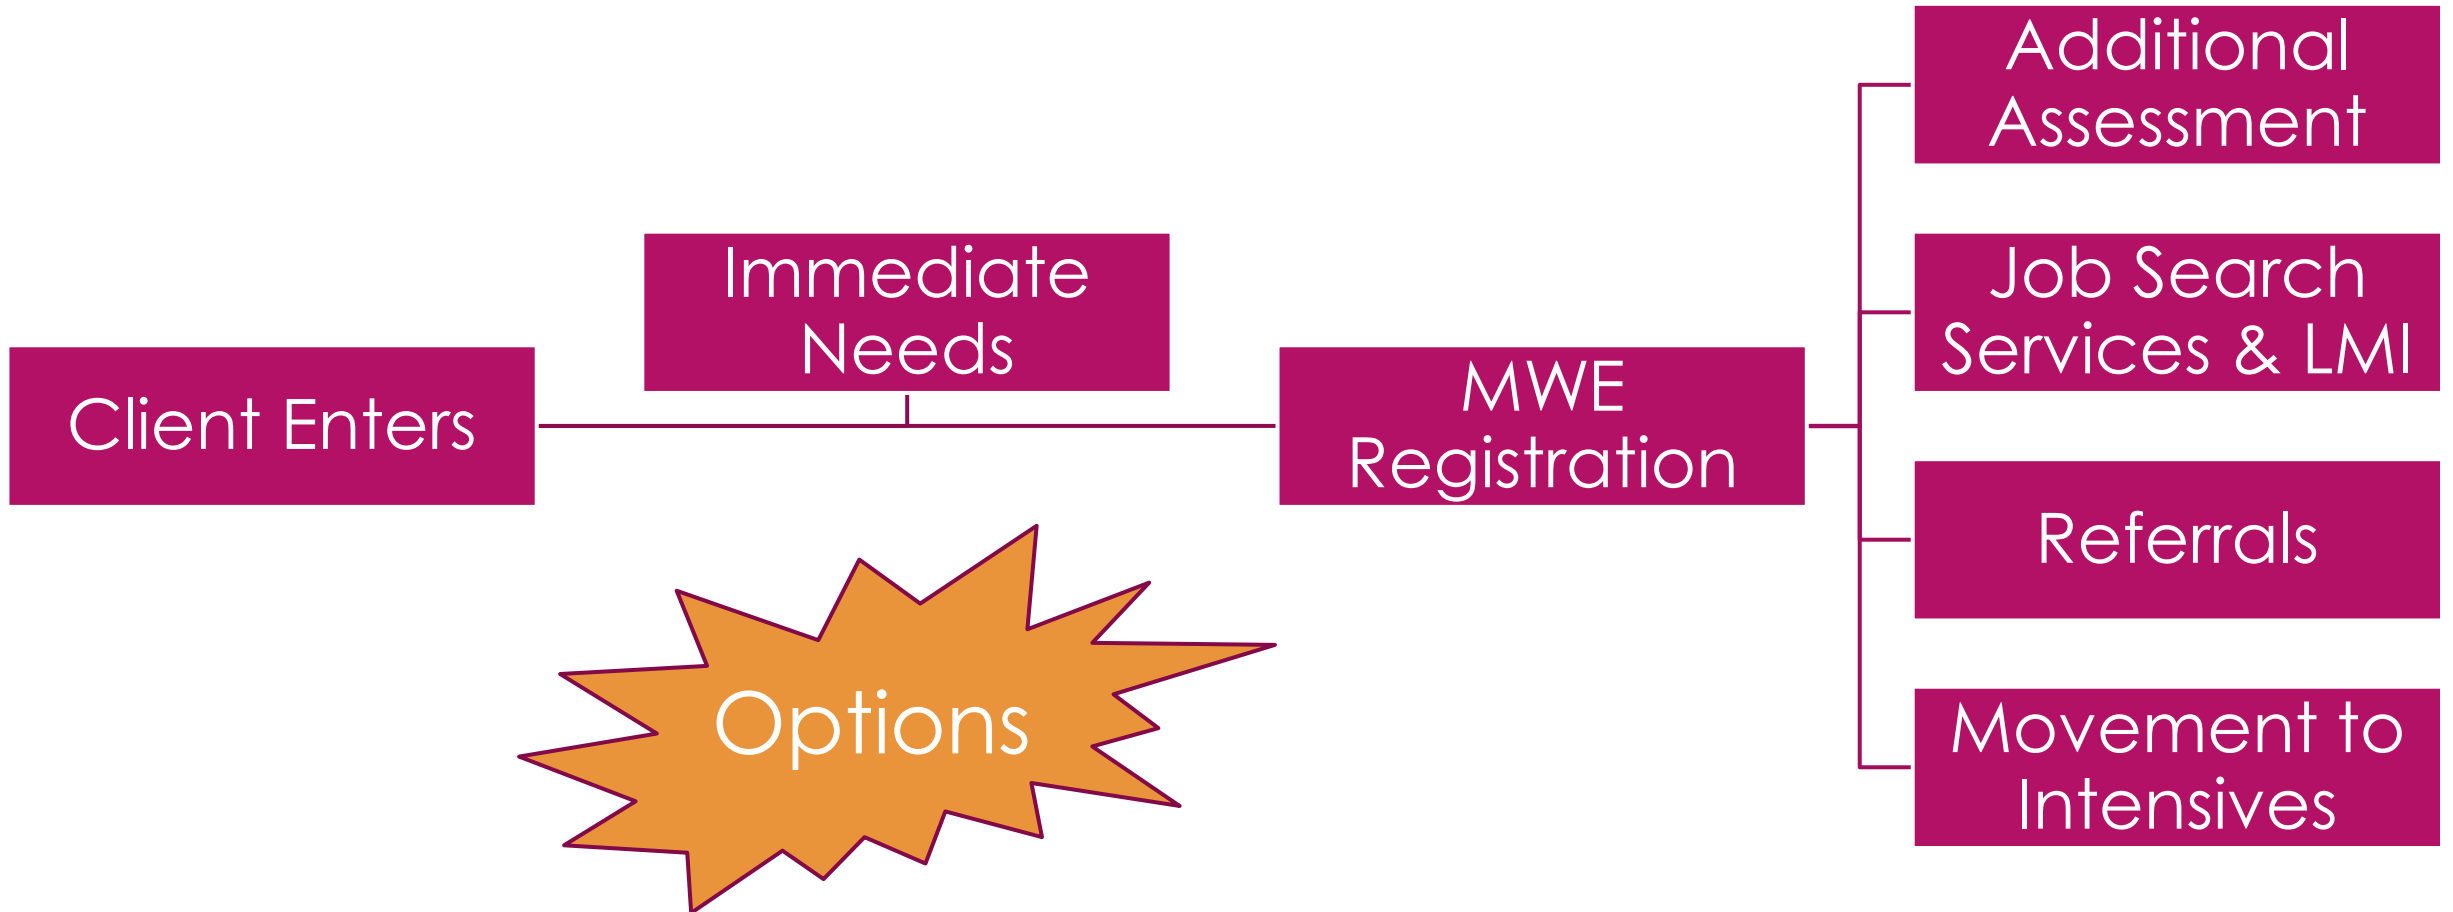 Client Enters
Immediate
Needs
MWE
Registration
Additional
Assessment
Job Search
Services & LMI
Referrals
Movement to
Intensives
Options